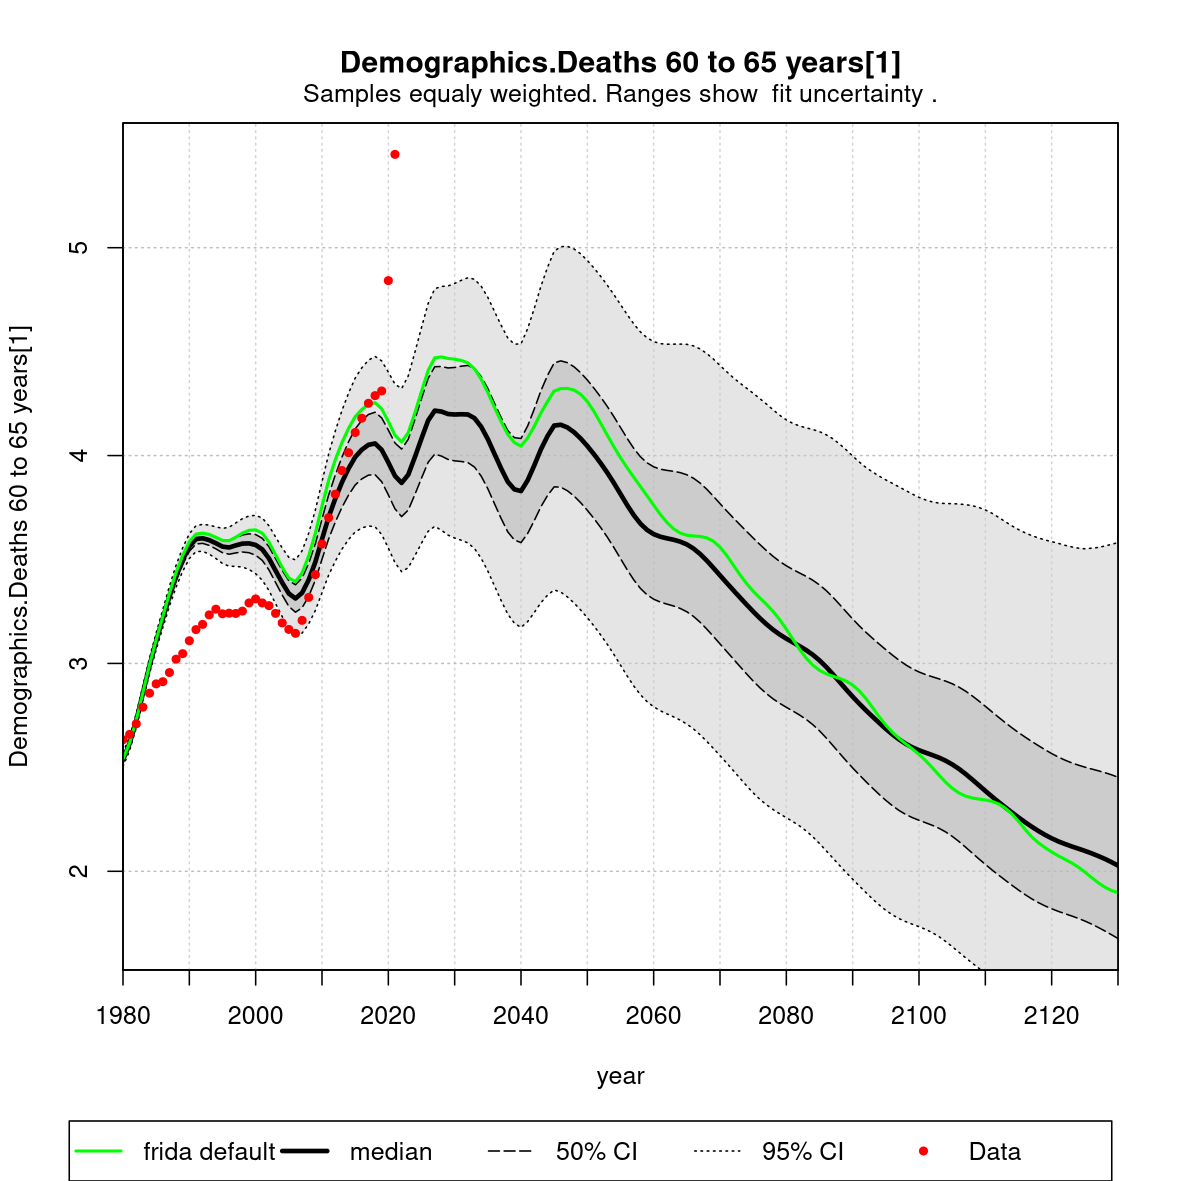 Demographics.Deaths 60 to 65 years[1]
Samples equaly weighted. Ranges show  fit uncertainty .
Demographics.Deaths 60 to 65 years[1]
5
4
3
2
1980 2000 2020 2040 2060 2080 2100 2120
year
frida default median 50% CI 95% CI Data